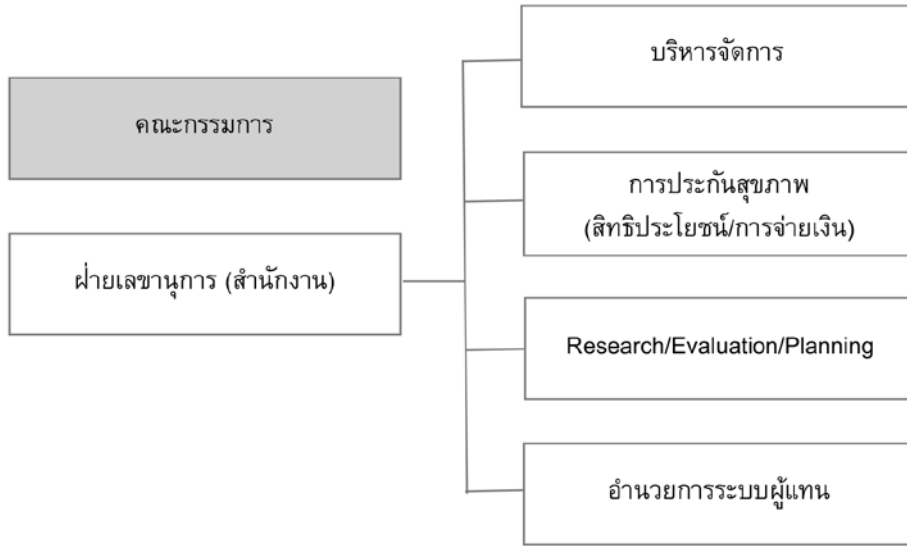 คณะกรรมการ
ฝ่ายเลขานุการ (สำนักงาน)
บริหารจัดการ
การประกันสุขภาพ
(สิทธิประโยชน์/การจ่ายเงิน)
Research/Evaluation/Planning
อำนวยการระบบผู้แทน